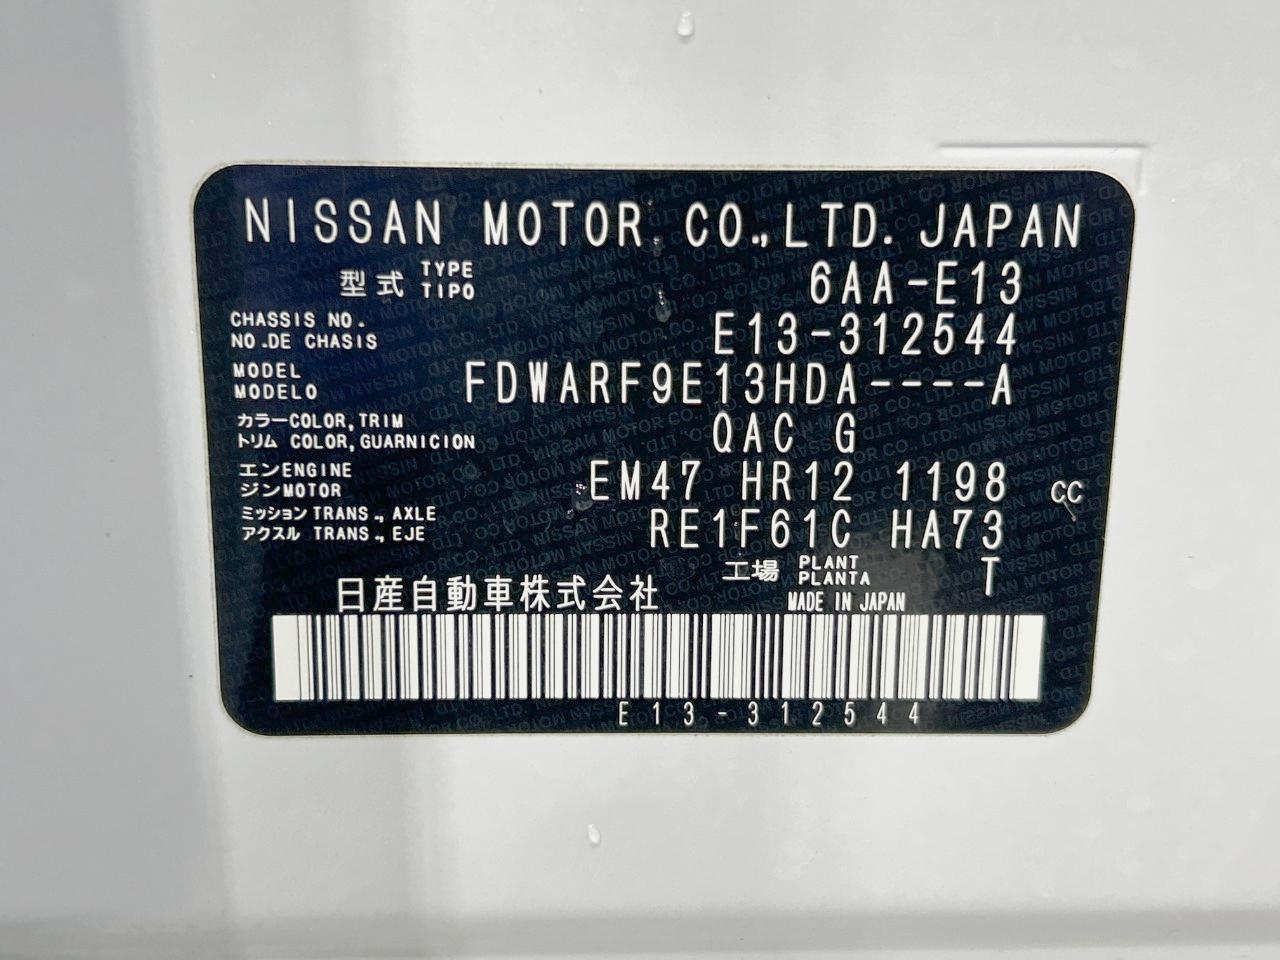 NISSAN MOTOR CO.,LTD. JAPAN
型式 TYPE TIPO 6AA-E13
CHASSIS NO.
NO.DE CHASIS E13-312544
MODEL
MODELO FDWARF9E13HDA----A
カラーCOLOR,TRIM
トリム COLOR,GUARNICION QAC G
エンENGINE
ジンMOTOR EM47 HR12 1198 CC
ミッションTRANS.,AXLE
アクスル TRANS.,EJE RE1F61C HA73
工場 PLANT PLANTA T
日産自動車株式会社 MADE IN JAPAN
E13-312544